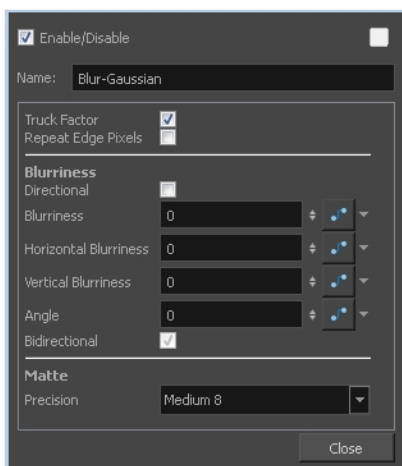 Enable/Disable
Name: Blur-Gaussian
Truck Factor
Repeat Edge Pixels
Blurriness
Directional
Blurriness 0
Horizontal Blurriness 0
Vertical Blurriness 0
Angle 0
Bidirectional
Matte
Precision Medium 8
Close